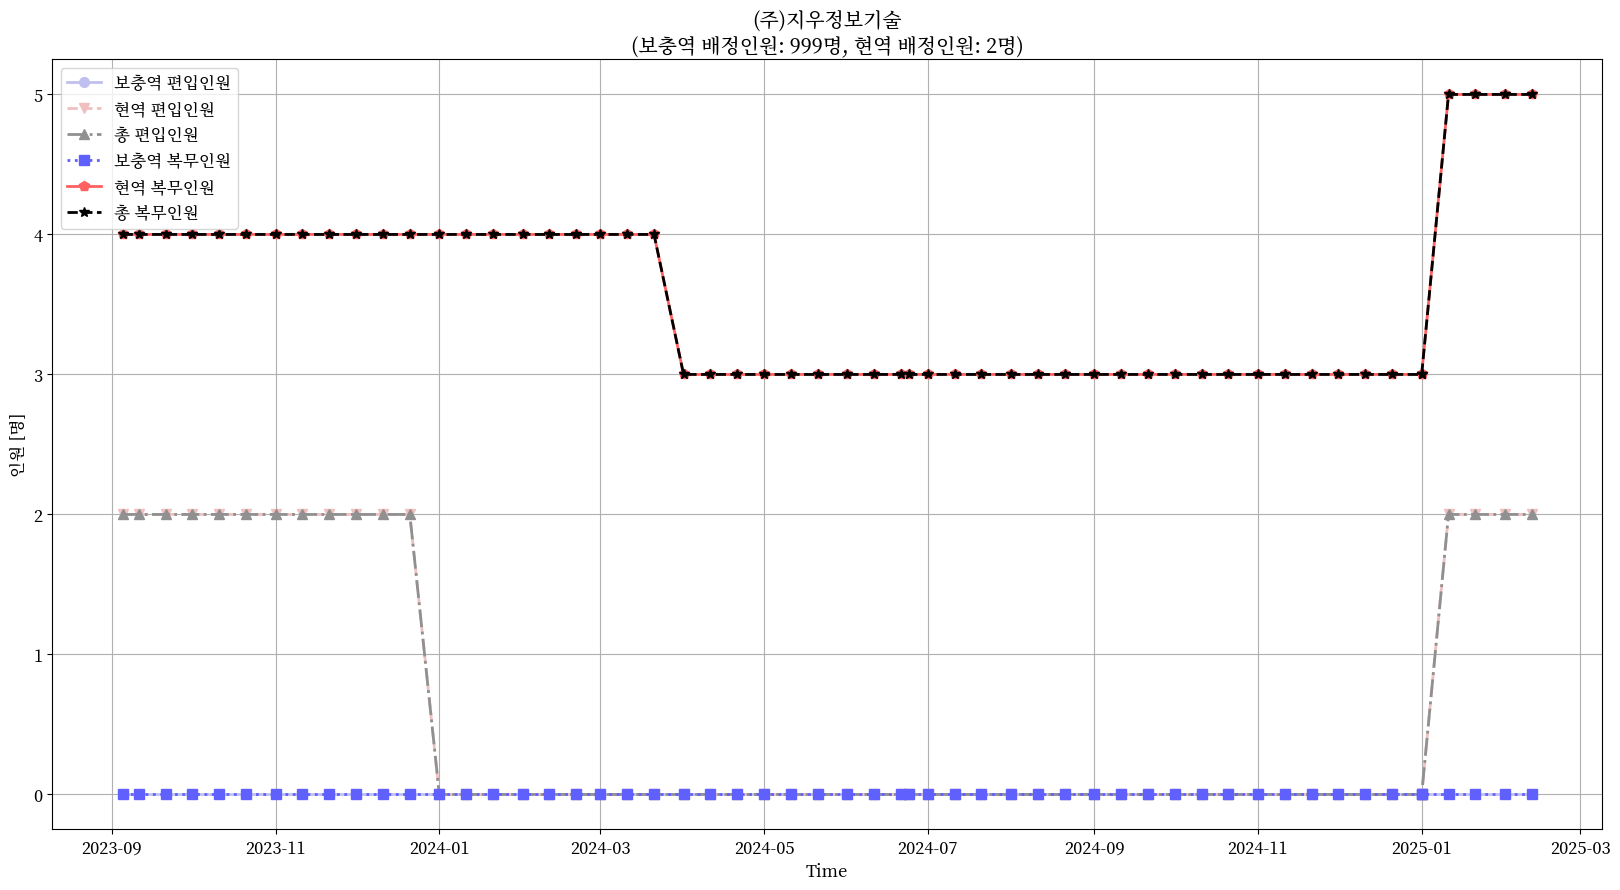 (주)지우정보기술
(보충역 배정인원: 999명, 현역 배정인원: 2명)
보충역 편입인원
현역 편입인원
총 편입인원
보충역 복무인원
현역 복무인원
총 복무인원
5
4
3
2
1
0
인원 [명]
2023-09 2023-11 2024-01 2024-03 2024-05 2024-07 2024-09 2024-11 2025-01 2025-03
Time